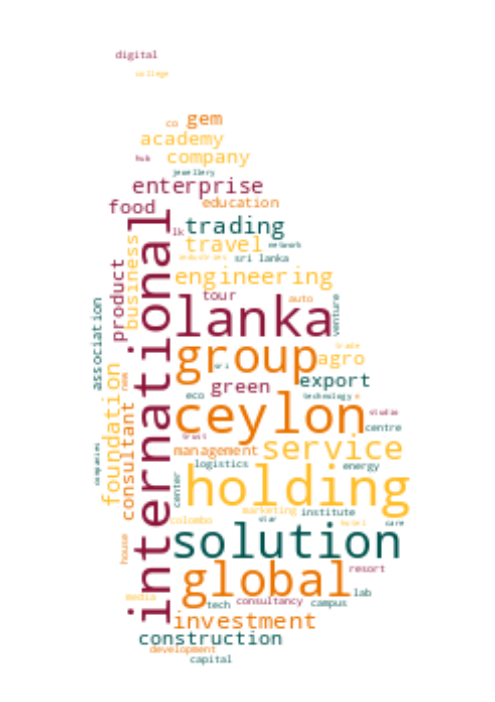 digital
college
co gem
academy
hub company
jewellery
enterprise
food education
lk trading
travel network
industries sri lanka
business
product
engineering
tour auto
association
international
lanka venture
trade
group agro
sri
green export
eco technology
foundation
consultant
ceylon studio
centre
trust
management service
logistics energy
companies
center
holding
marketing institute
colombo star hotel care
solution
house
global resort
lab
media tech consultancy campus
investment
construction
development
capital